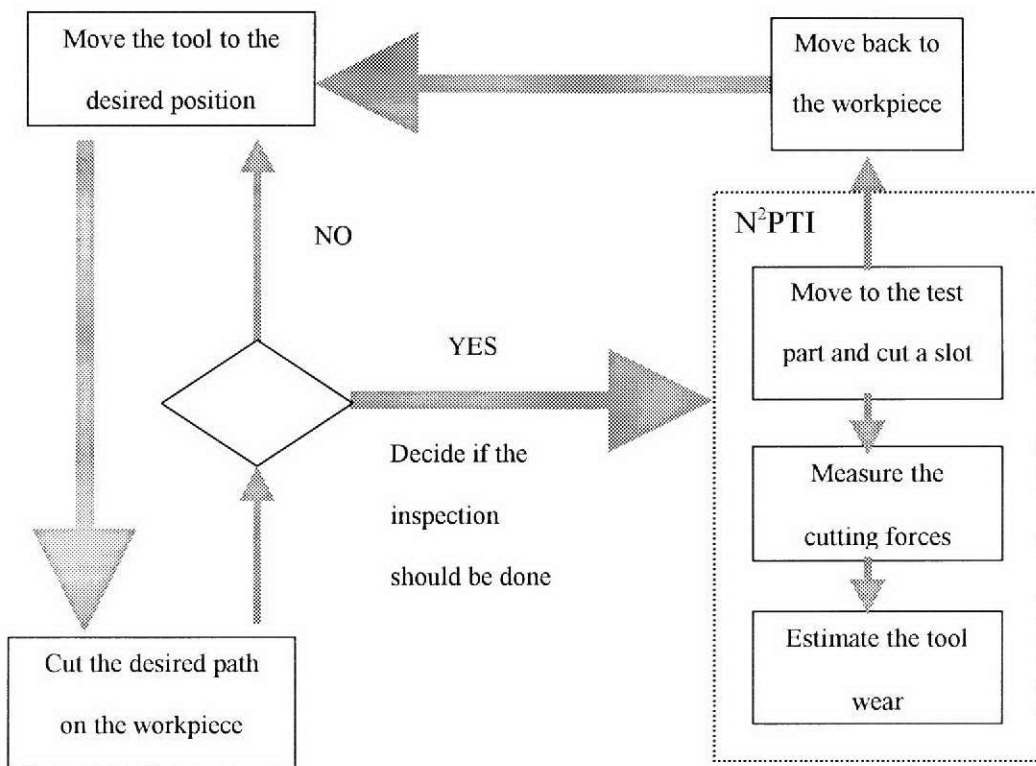 Move the tool to the
desired position
Move back to
the workpiece
NO
N²PTI
Move to the test
part and cut a slot
YES
Decide if the
inspection
should be done
Measure the
cutting forces
Estimate the tool
wear
Cut the desired path
on the workpiece